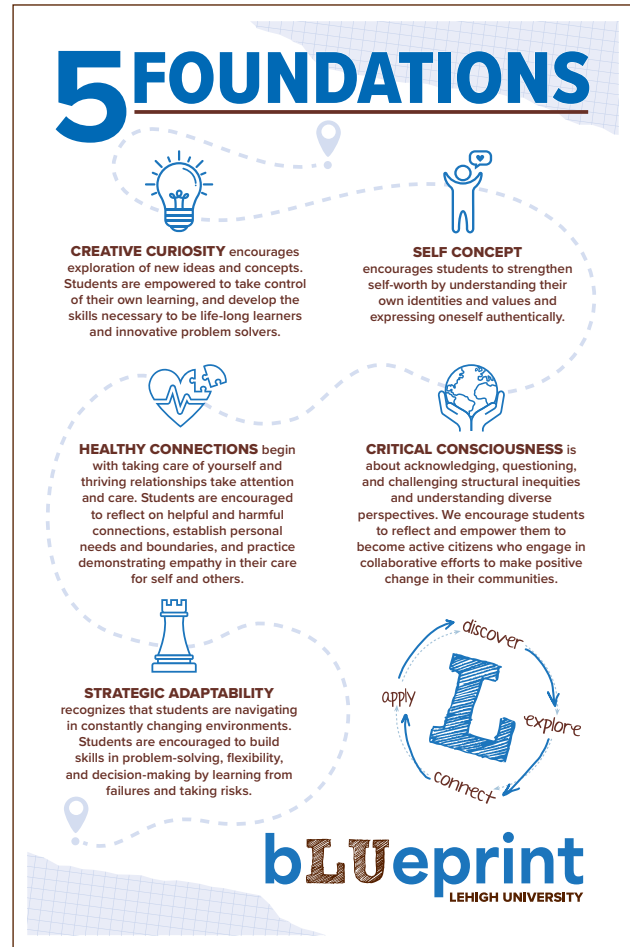 5 FOUNDATIONS
CREATIVE CURIOSITY encourages
exploration of new ideas and concepts.
Students are empowered to take control
of their own learning, and develop the
skills necessary to be life-long learners
and innovative problem solvers.
SELF CONCEPT
encourages students to strengthen
self-worth by understanding their
own identities and values and
expressing oneself authentically.
HEALTHY CONNECTIONS begin
with taking care of yourself and
thriving relationships take attention
and care. Students are encouraged
to reflect on helpful and harmful
connections, establish personal
needs and boundaries, and practice
demonstrating empathy in their care
for self and others.
CRITICAL CONSCIOUSNESS is
about acknowledging, questioning,
and challenging structural inequities
and understanding diverse
perspectives. We encourage students
to reflect and empower them to
become active citizens who engage in
collaborative efforts to make positive
change in their communities.
STRATEGIC ADAPTABILITY
recognizes that students are navigating
in constantly changing environments.
Students are encouraged to build
skills in problem-solving, flexibility,
and decision-making by learning from
failures and taking risks.
discover
explore
connect
apply
L
bLUeprint
LEHIGH UNIVERSITY